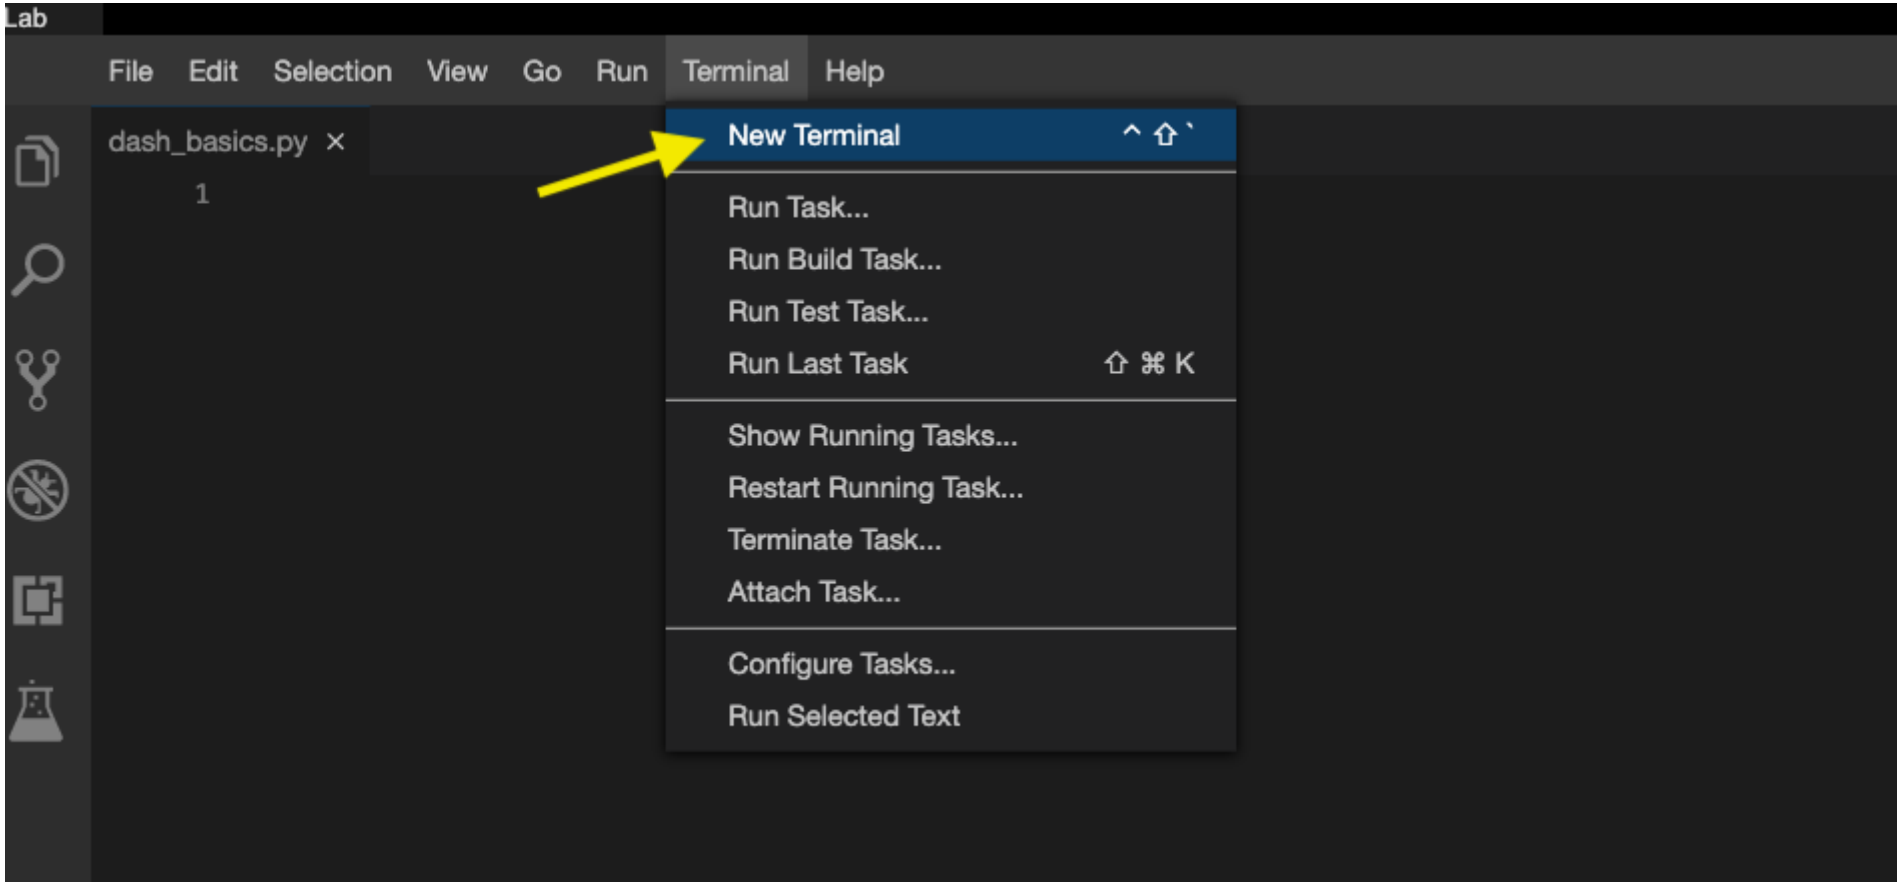 Lab
File Edit Selection View Go Run Terminal Help
dash_basics.py ×
1
New Terminal ^⇧`
Run Task...
Run Build Task...
Run Test Task...
Run Last Task ⇧⌘K
Show Running Tasks...
Restart Running Task...
Terminate Task...
Attach Task...
Configure Tasks...
Run Selected Text